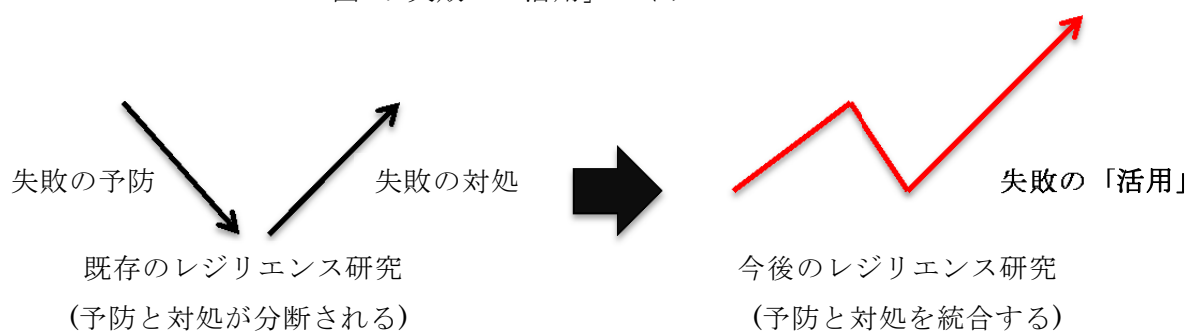 失敗の予防
失敗の対処
失敗の「活用」
既存のレジリエンス研究
(予防と対処が分断される)
今後のレジリエンス研究
(予防と対処を統合する)